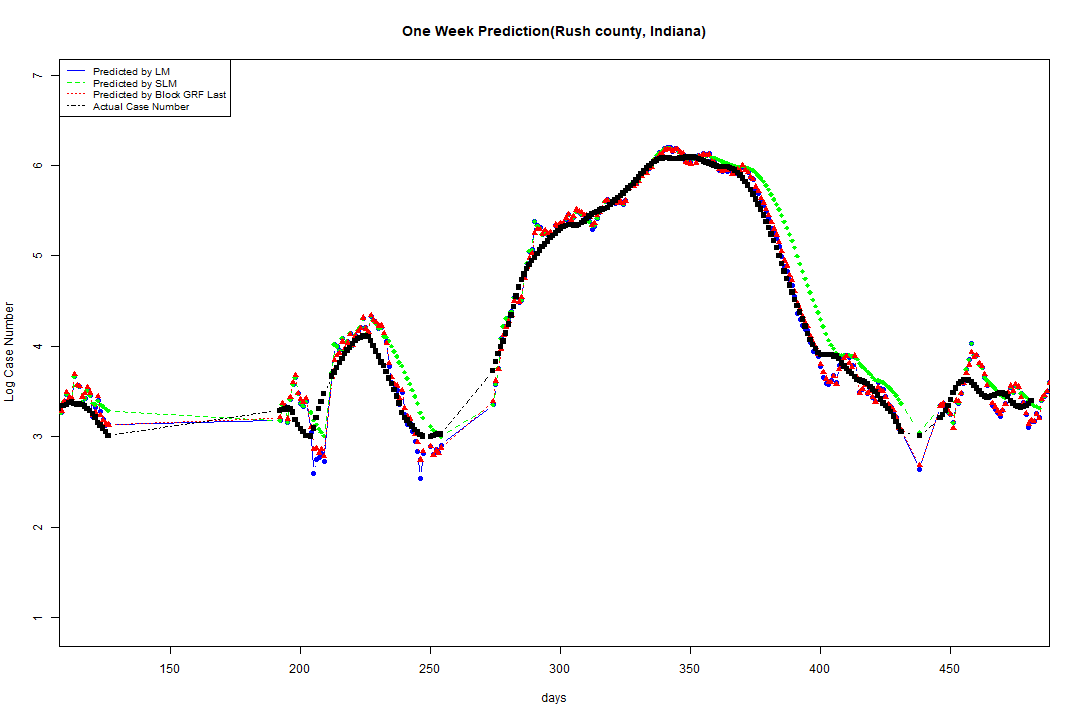 One Week Prediction(Rush county, Indiana)
Predicted by LM
Predicted by SLM
Predicted by Block GRF Last
Actual Case Number
7
6
5
4
3
2
1
Log Case Number
150 200 250 300 350 400 450
days